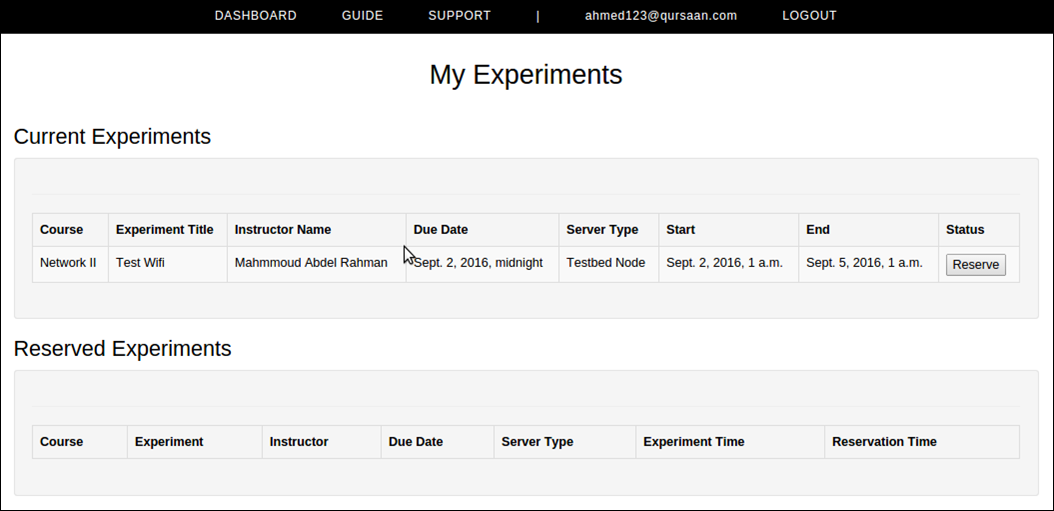 DASHBOARD GUIDE SUPPORT | ahmed123@qursaan.com LOGOUT
My Experiments
Current Experiments
Course Experiment Title Instructor Name Due Date Server Type Start End Status
Network II Test Wifi Mahmmoud Abdel Rahman Sept. 2, 2016, midnight Testbed Node Sept. 2, 2016, 1 a.m. Sept. 5, 2016, 1 a.m. Reserve
Reserved Experiments
Course Experiment Instructor Due Date Server Type Experiment Time Reservation Time